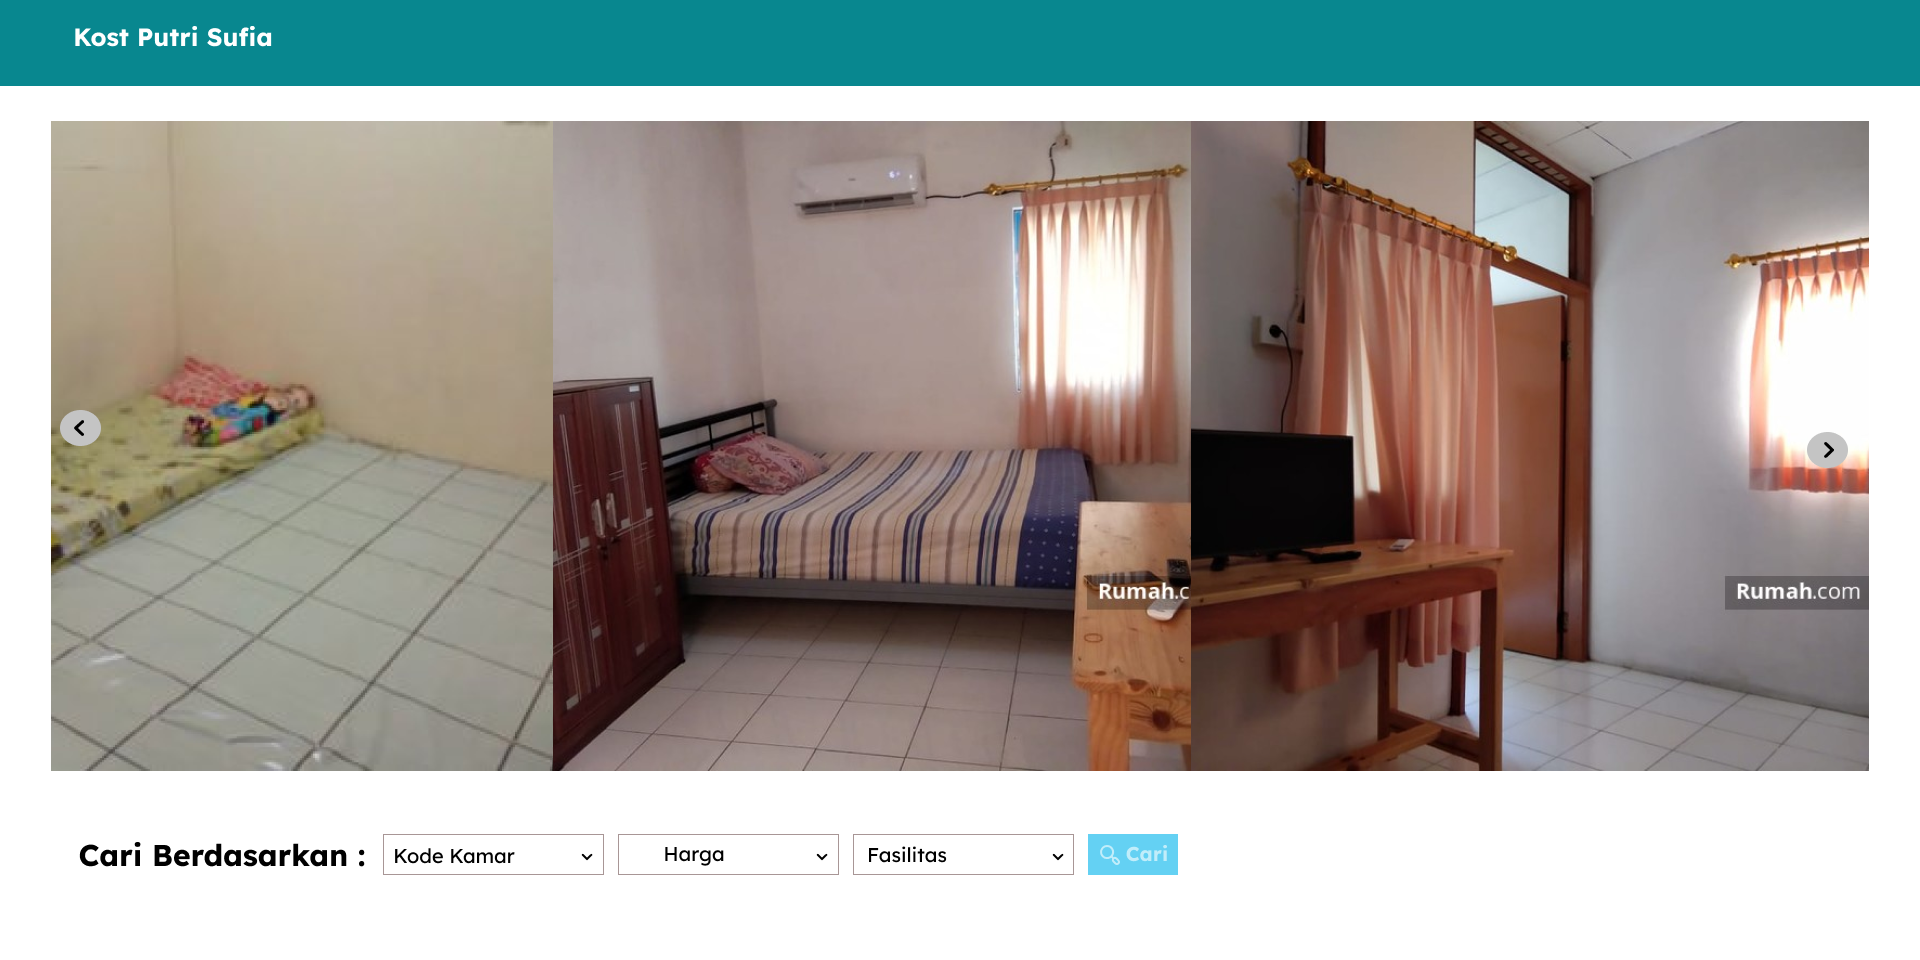 Kost Putri Sufia
Rumah.c
Rumah.com
Cari Berdasarkan :
Kode Kamar
Harga
Fasilitas
Cari